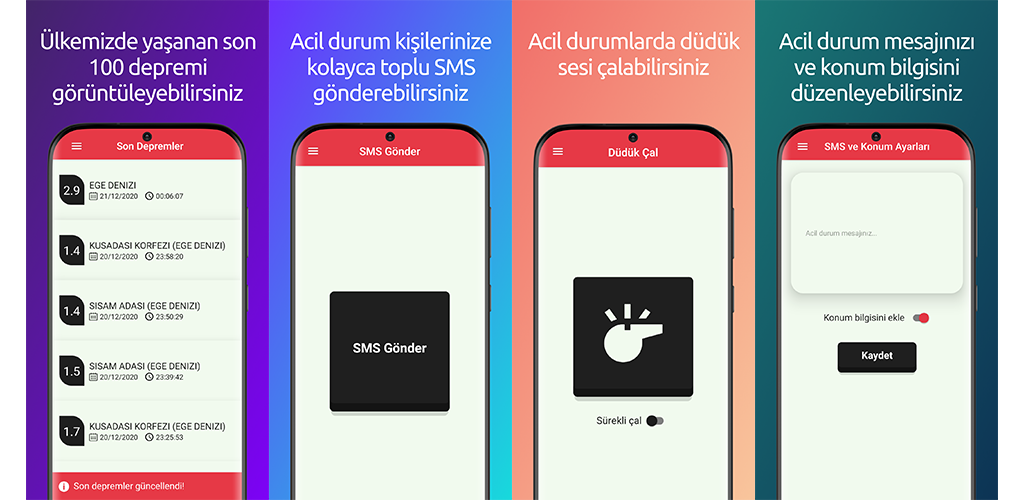 Ülkemizde yaşanan son
100 depremi
görüntüleyebilirsiniz
Son Depremler
2.9
EGE DENIZI
21/12/2020 00:06:07
1.4
KUSADASI KORFEZI (EGE DENIZI)
20/12/2020 23:58:20
1.4
SISAM ADASI (EGE DENIZI)
20/12/2020 23:50:29
1.5
SISAM ADASI (EGE DENIZI)
20/12/2020 23:39:42
1.7
KUSADASI KORFEZI (EGE DENIZI)
20/12/2020 23:25:53
Son depremler güncellendi!
Acil durum kişilerinize
kolayca toplu SMS
gönderebilirsiniz
SMS Gönder
SMS Gönder
Acil durumlarda düdük
sesi çalabilirsiniz
Düdük Çal
Sürekli çal
Acil durum mesajınızı
ve konum bilgisini
düzenleyebilirsiniz
SMS ve Konum Ayarları
Acil durum mesajınız...
Konum bilgisini ekle
Kaydet